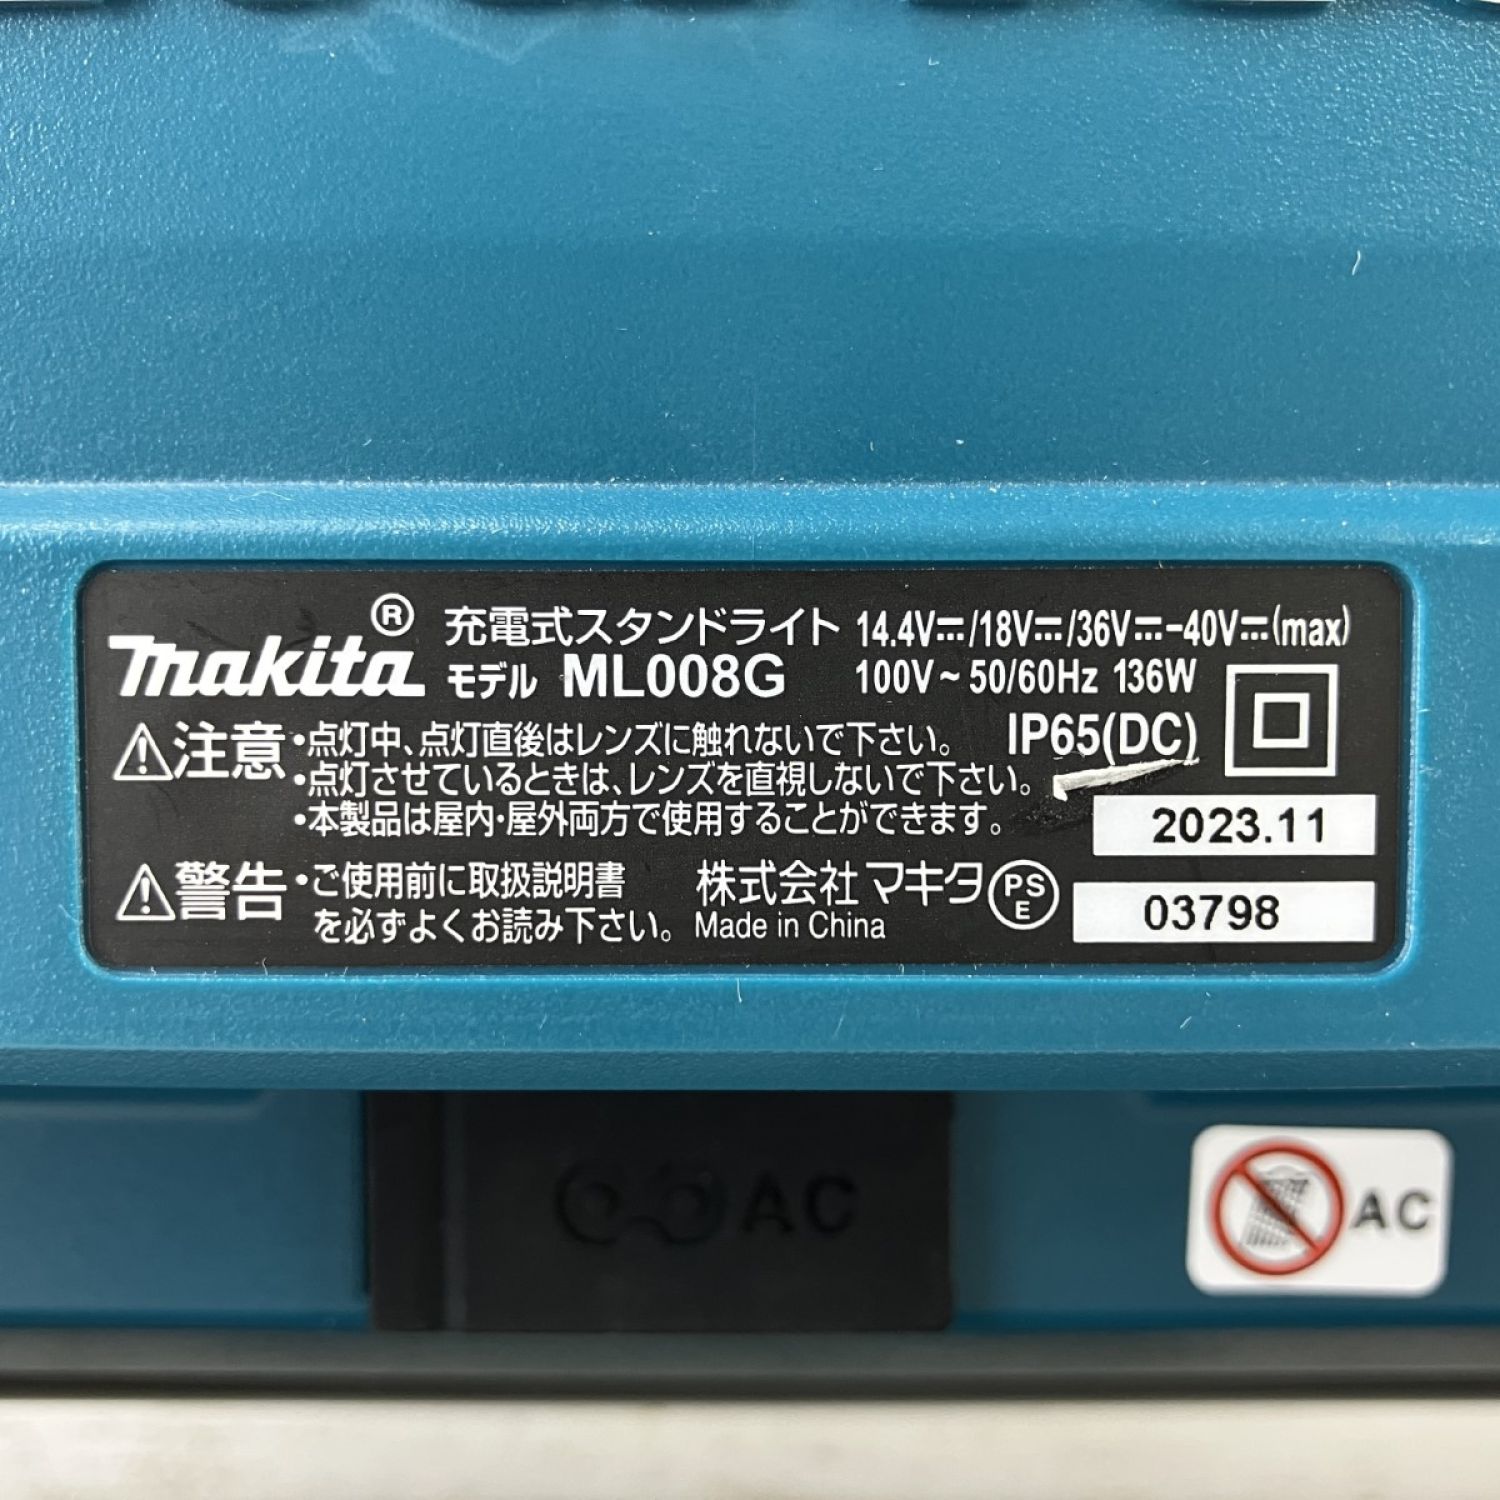 makita®
充電式スタンドライト 14.4V⎓/18V⎓/36V⎓-40V⎓(max)
モデル ML008G 100V～50/60Hz 136W
⚠注意 •点灯中、点灯直後はレンズに触れないで下さい。 IP65(DC)
•点灯させているときは、レンズを直視しないで下さい。
•本製品は屋内・屋外両方で使用することができます。
2023.11
⚠警告 •ご使用前に取扱説明書
を必ずよくお読み下さい。
株式会社マキタ
PS
E
Made in China
03798
AC
AC